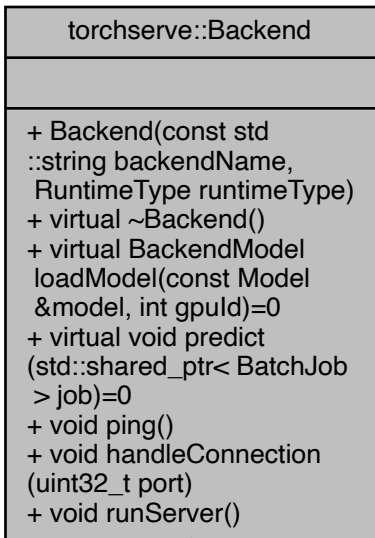 torchserve::Backend
+ Backend(const std
::string backendName,
RuntimeType runtimeType)
+ virtual ~Backend()
+ virtual BackendModel
loadModel(const Model
&model, int gpuId)=0
+ virtual void predict
(std::shared_ptr< BatchJob
> job)=0
+ void ping()
+ void handleConnection
(uint32_t port)
+ void runServer()